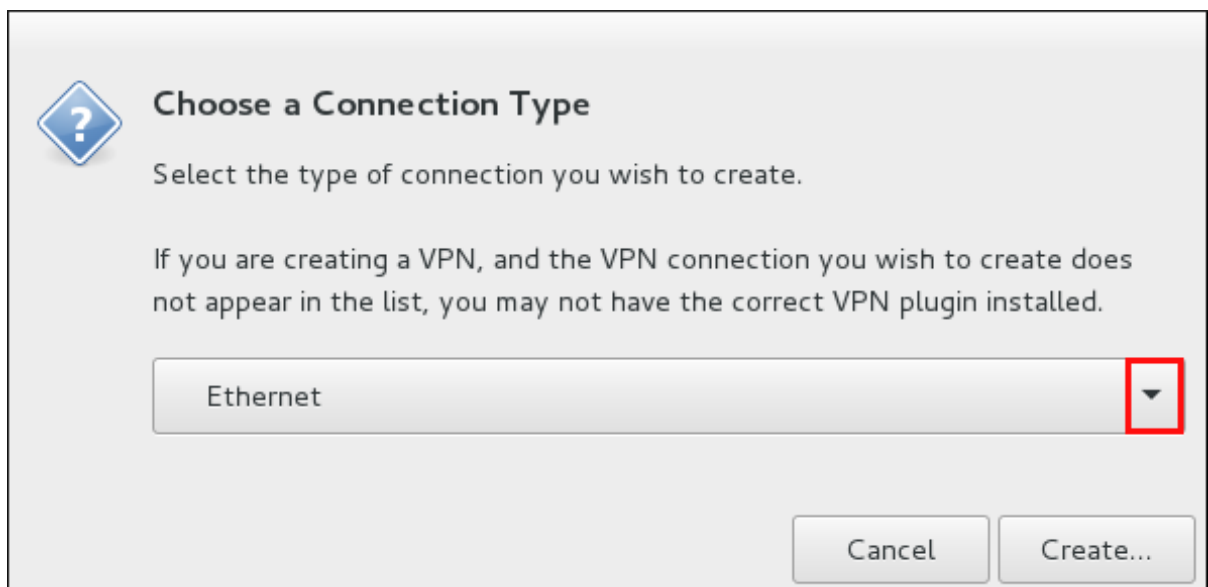 ?
Choose a Connection Type
Select the type of connection you wish to create.
If you are creating a VPN, and the VPN connection you wish to create does
not appear in the list, you may not have the correct VPN plugin installed.
Ethernet
Cancel Create...